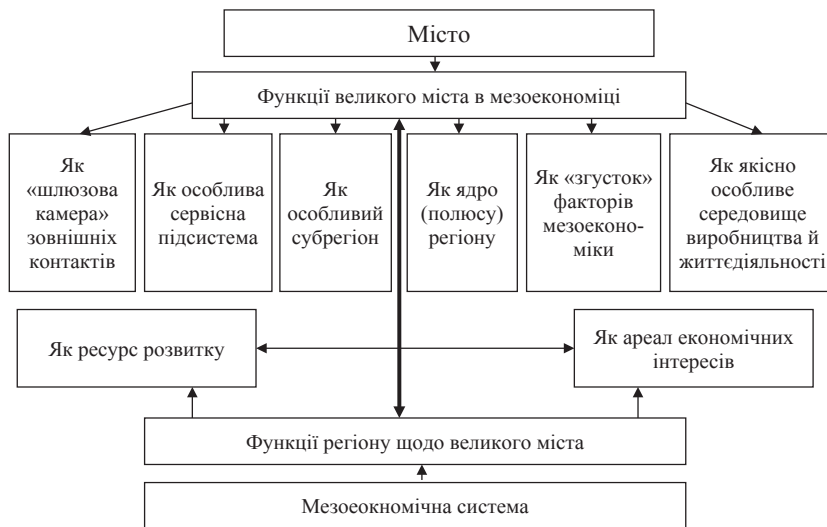 Місто
Функції великого міста в мезоекономіці
Як
«шлюзова
камера»
зовнішніх
контактів
Як особлива
сервісна
підсистема
Як
особливий
субрегіон
Як ядро
(полюсу)
регіону
Як «згусток»
факторів
мезоеконо-
міки
Як якісно
особливе
середовище
виробництва й
життєдіяльності
Як ресурс розвитку
Як ареал економічних
інтересів
Функції регіону щодо великого міста
Мезоеокномічна система